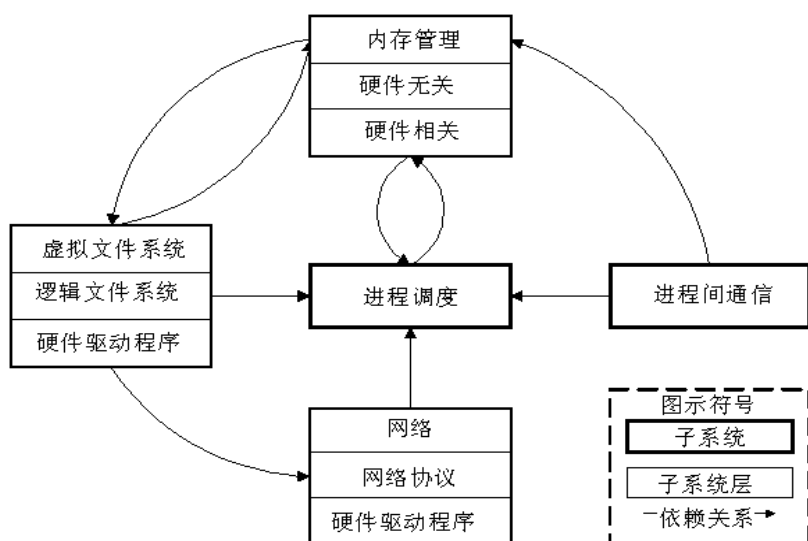 内存管理
硬件无关
硬件相关
虚拟文件系统
逻辑文件系统
硬件驱动程序
进程调度
进程间通信
网络
网络协议
硬件驱动程序
图示符号
子系统
子系统层
依赖关系